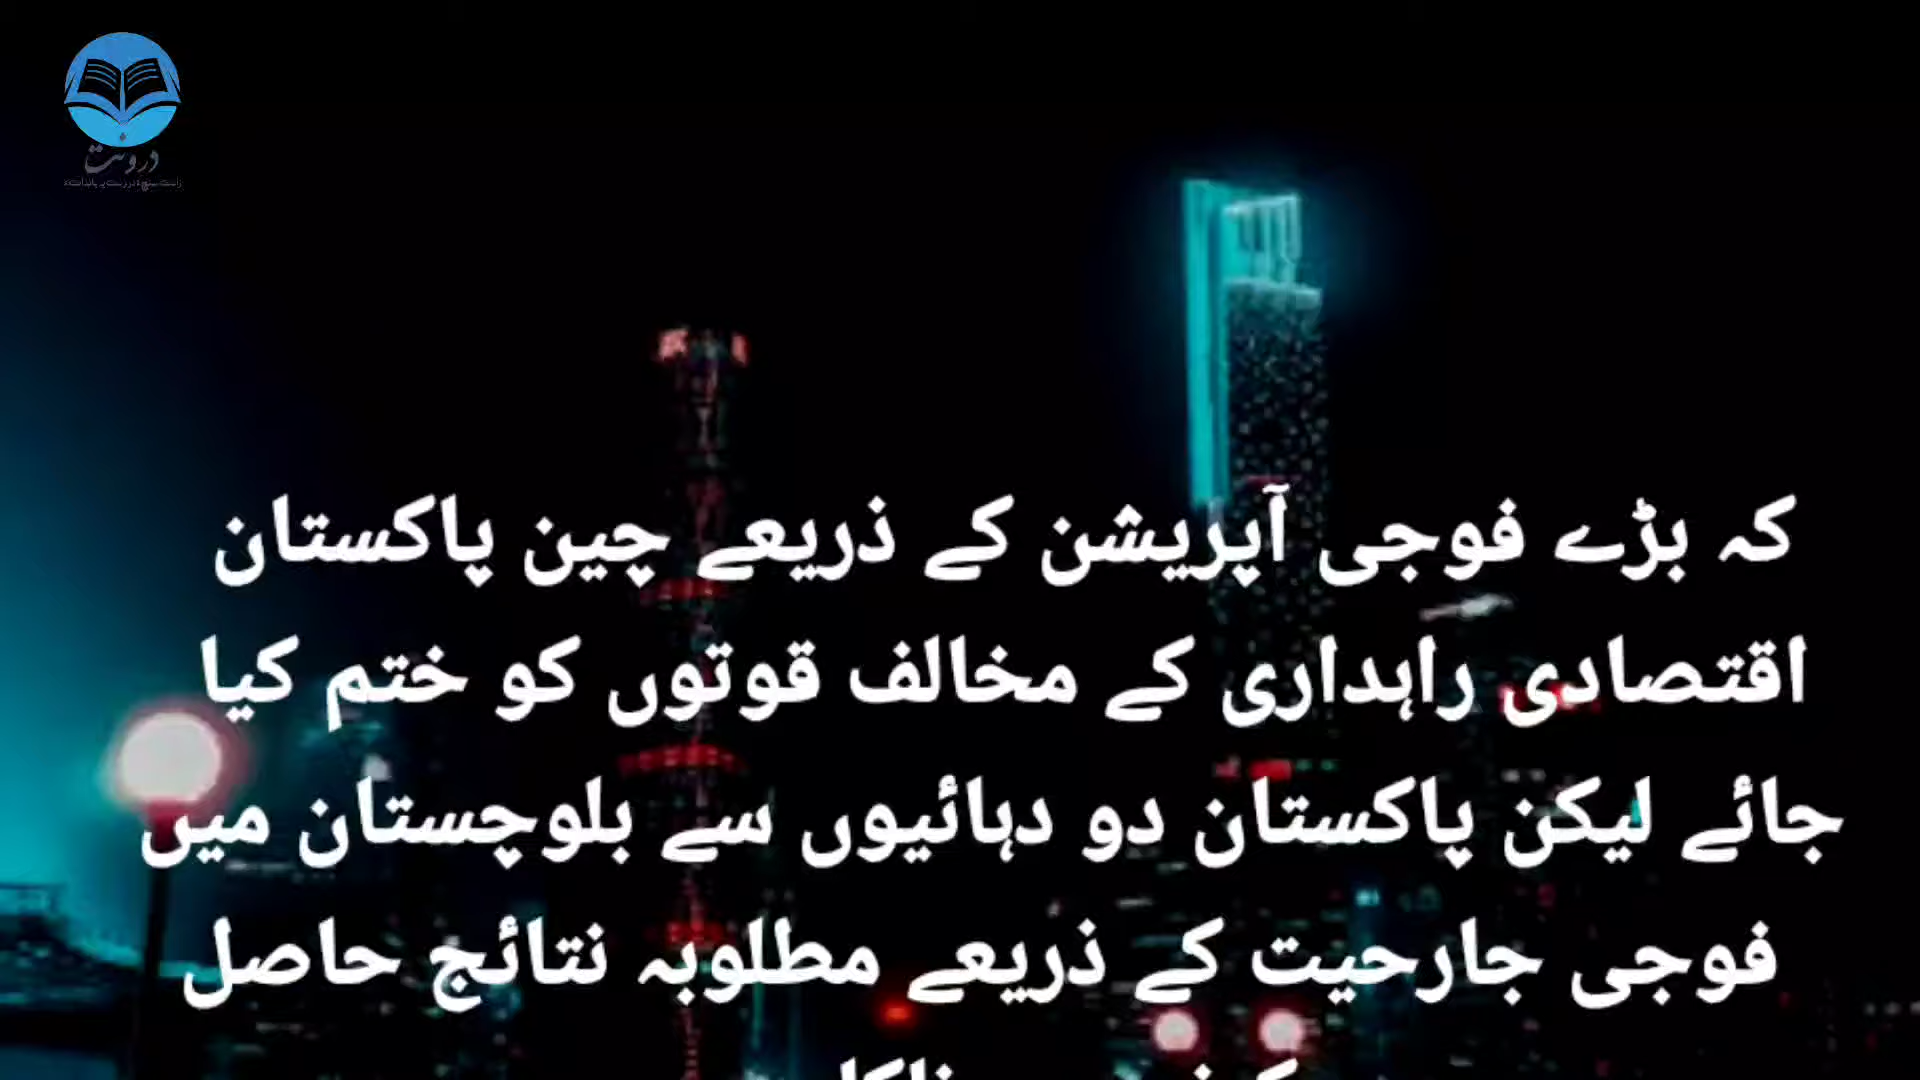 درونت
کہ بڑے فوجی آپریشن کے ذریعے چین پاکستان
اقتصادی راہداری کے مخالف قوتوں کو ختم کیا
جائے لیکن پاکستان دو دہائیوں سے بلوچستان میں
فوجی جارحیت کے ذریعے مطلوبہ نتائج حاصل